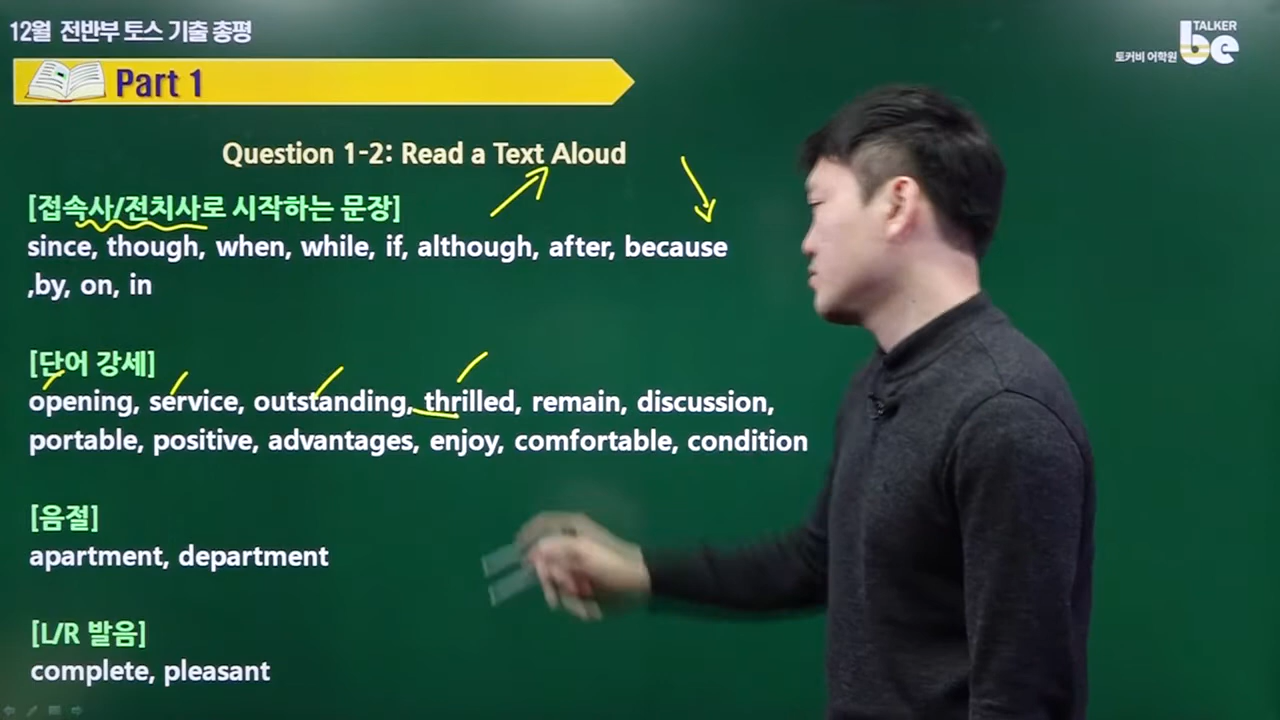 12월 전반부 토스 기출 총평
TALKER
be
토커비 어학원
Part 1
Question 1-2: Read a Text Aloud
[접속사/전치사로 시작하는 문장]
since, though, when, while, if, although, after, because
,by, on, in
[단어 강세]
opening, service, outstanding, thrilled, remain, discussion,
portable, positive, advantages, enjoy, comfortable, condition
[음절]
apartment, department
[L/R 발음]
complete, pleasant